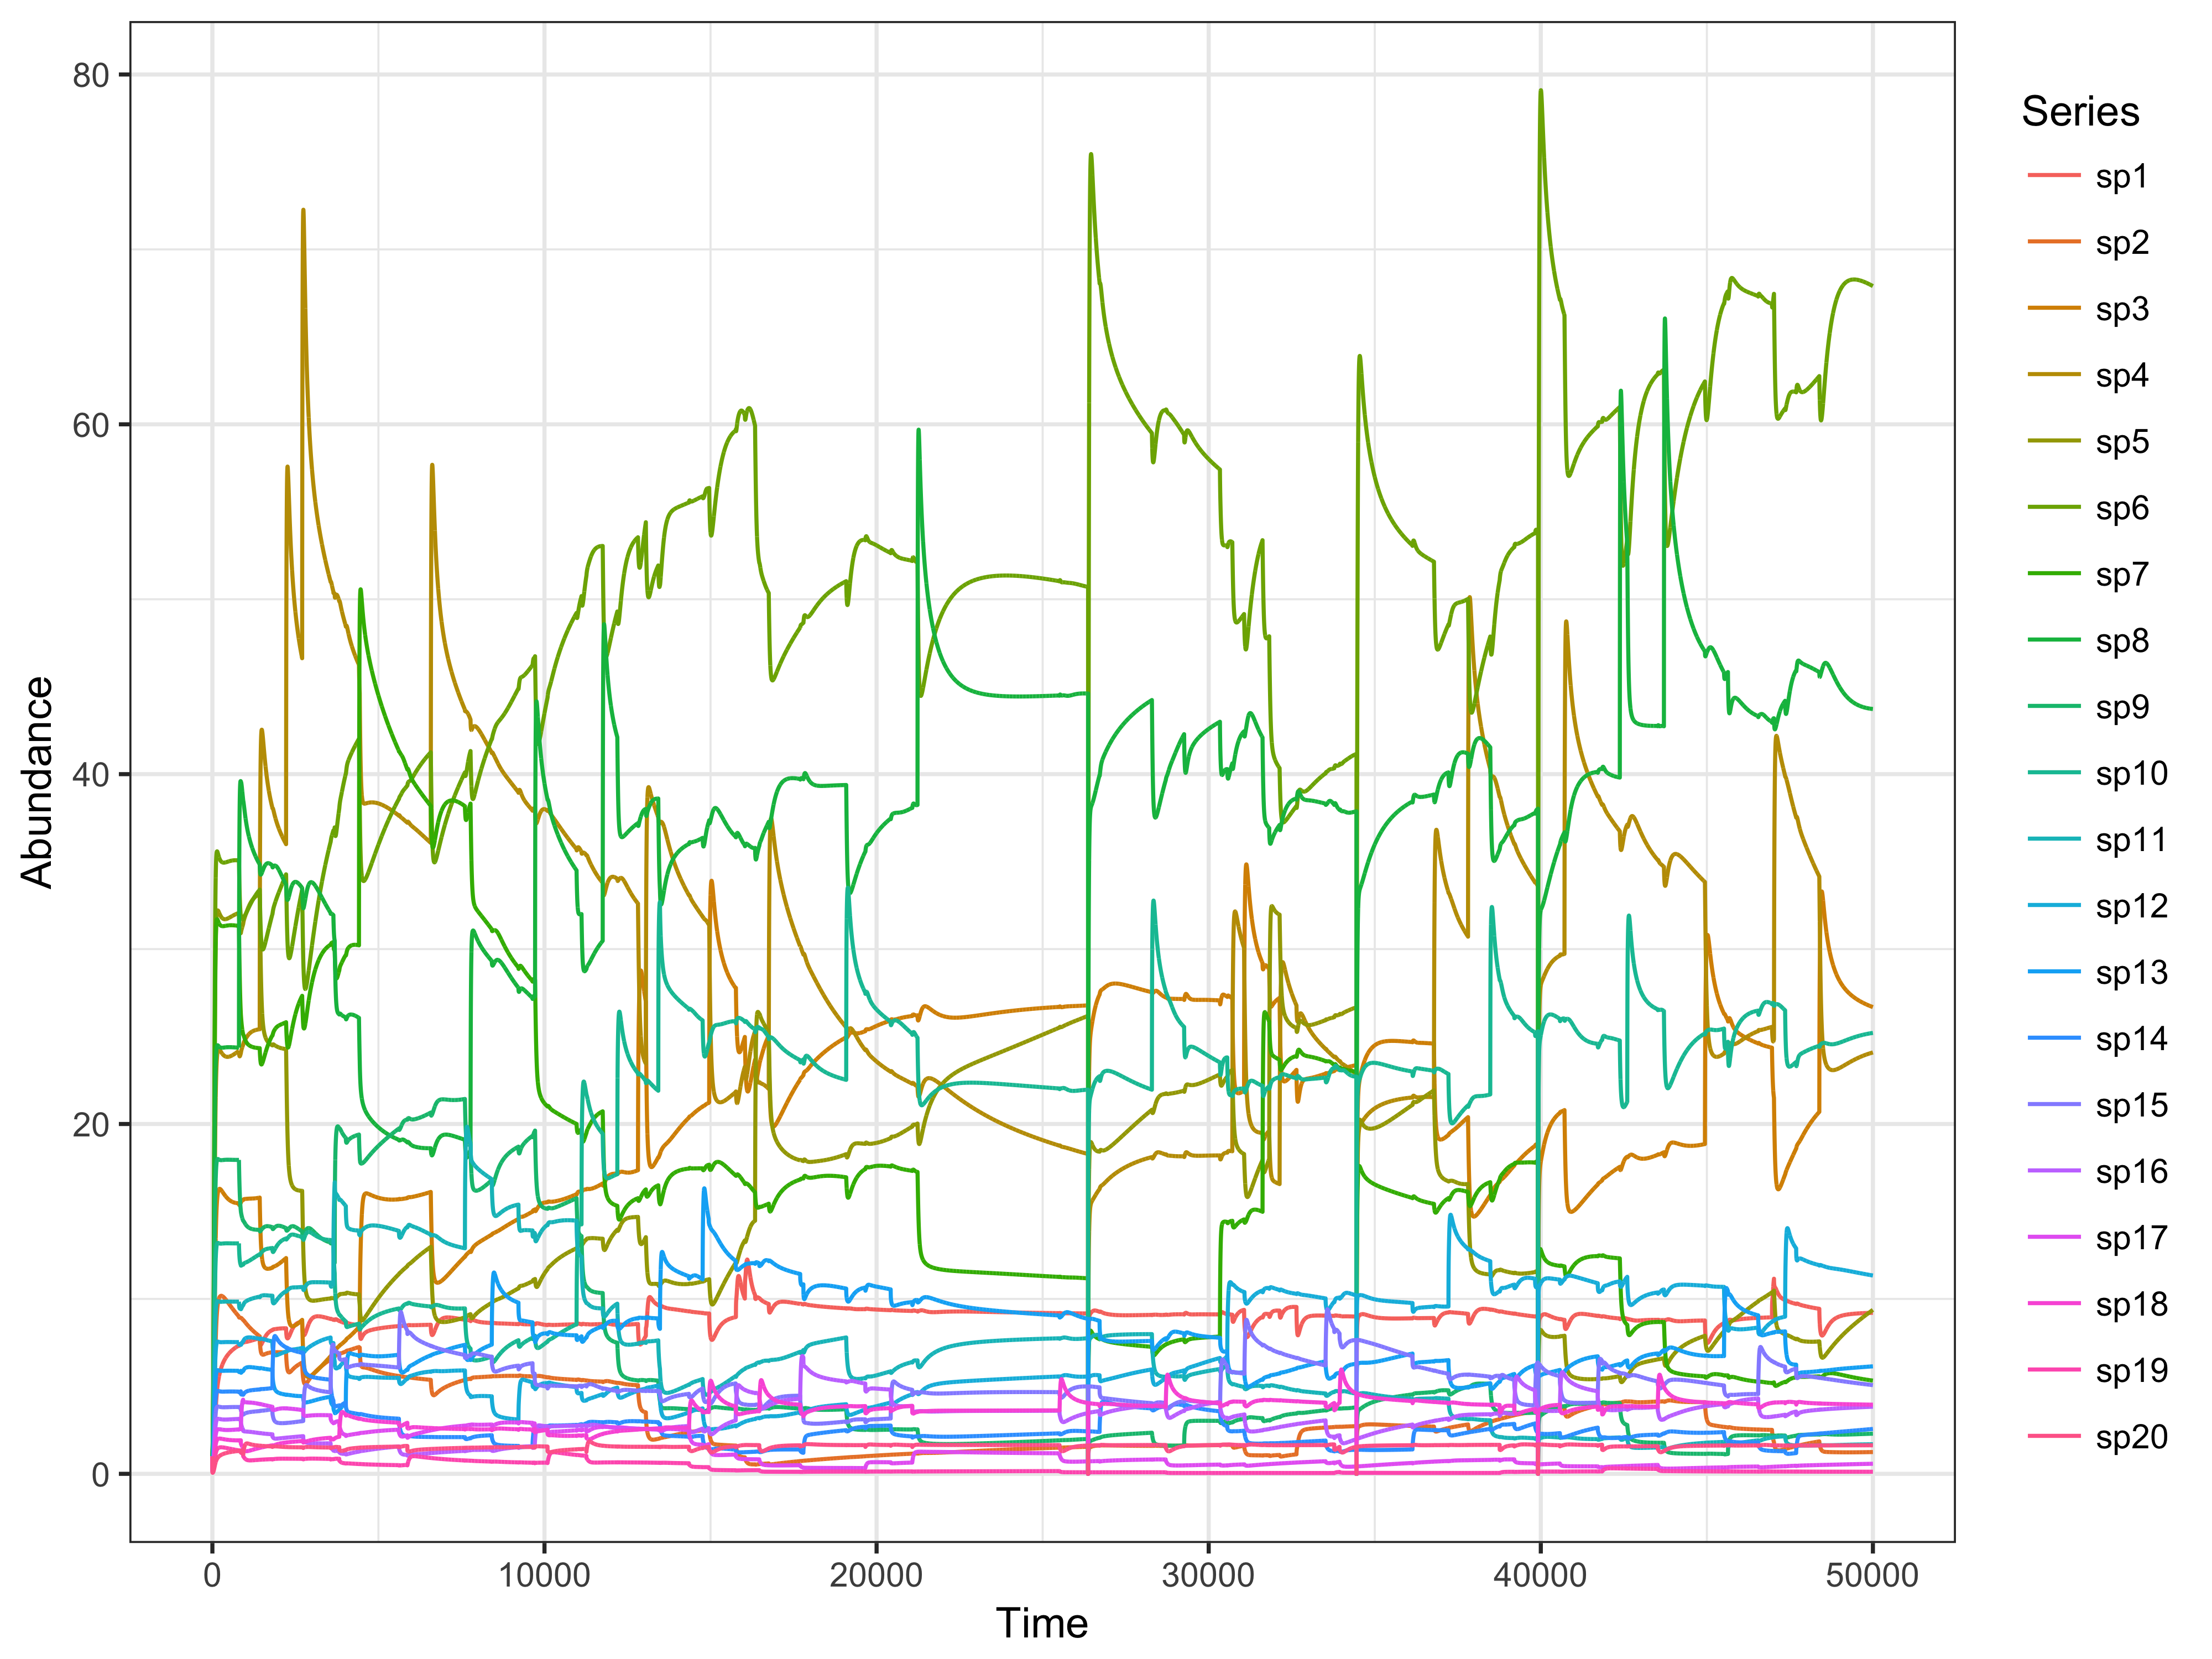 80
60
40
20
0
Abundance
0 10000 20000 30000 40000 50000
Time
Series
sp1
sp2
sp3
sp4
sp5
sp6
sp7
sp8
sp9
sp10
sp11
sp12
sp13
sp14
sp15
sp16
sp17
sp18
sp19
sp20